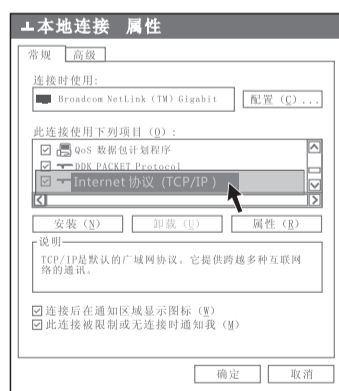 本地连接 属性
常规 高级
连接时使用:
Broadcom NetLink (TM) Gigabit 配置 (C)...
此连接使用下列项目 (O):
QoS 数据包计划程序
DDK PACKET Protocol
Internet 协议 (TCP/IP)
安装 (N) 卸载 (U) 属性 (R)
说明
TCP/IP是默认的广域网协议。它提供跨越多种互联网
络的通讯。
连接后在通知区域显示图标 (W)
此连接被限制或无连接时通知我 (M)
确定 取消